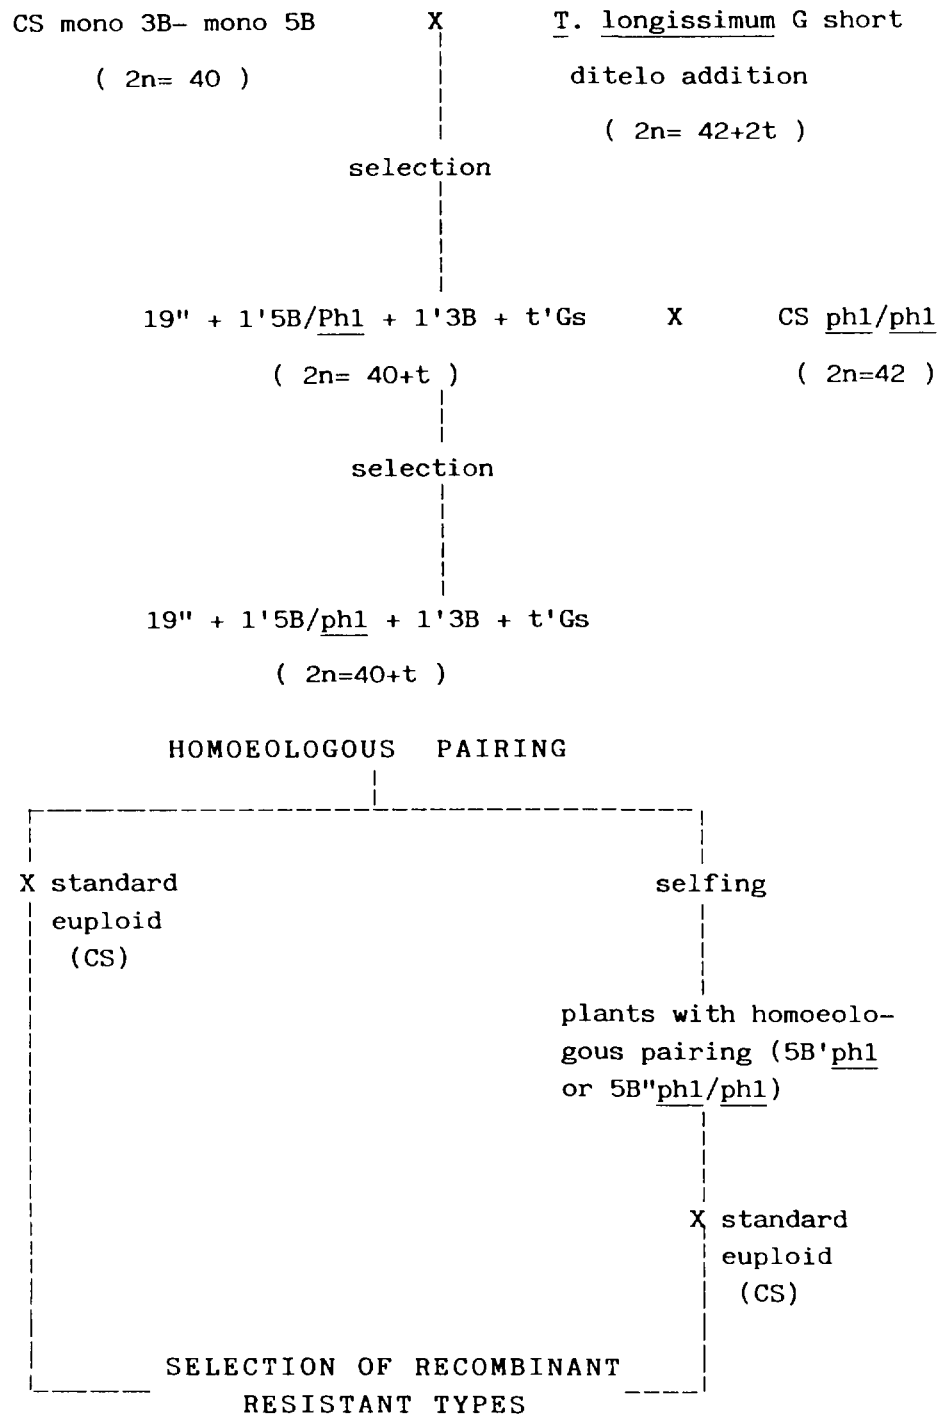 CS mono 3B– mono 5B X T. longissimum G short
( 2n= 40 ) ditelo addition
( 2n= 42+2t )
selection
19" + 1'5B/Ph1 + 1'3B + t'Gs X CS ph1/ph1
( 2n= 40+t ) ( 2n=42 )
selection
19" + 1'5B/ph1 + 1'3B + t'Gs
( 2n=40+t )
HOMOEOLOGOUS PAIRING
X standard
euploid
(CS)
selfing
plants with homoeolo-
gous pairing (5B'ph1
or 5B"ph1/ph1)
X standard
euploid
(CS)
SELECTION OF RECOMBINANT
RESISTANT TYPES